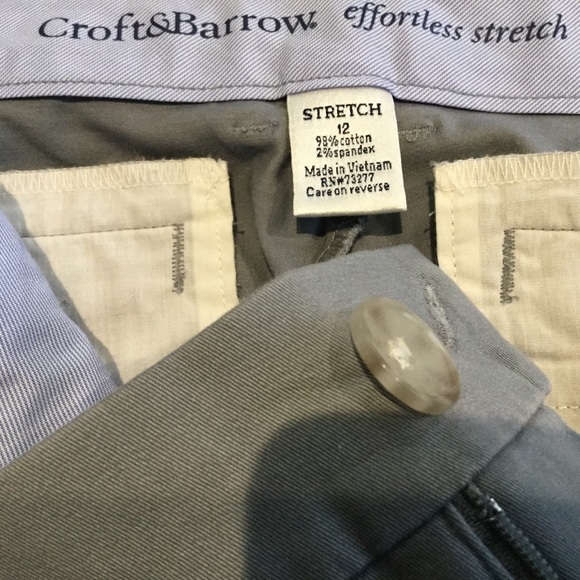 Croft&Barrow® effortless stretch
STRETCH
12
98%cotton
2%spandex
Made in Vietnam
RN#73277
Care on reverse